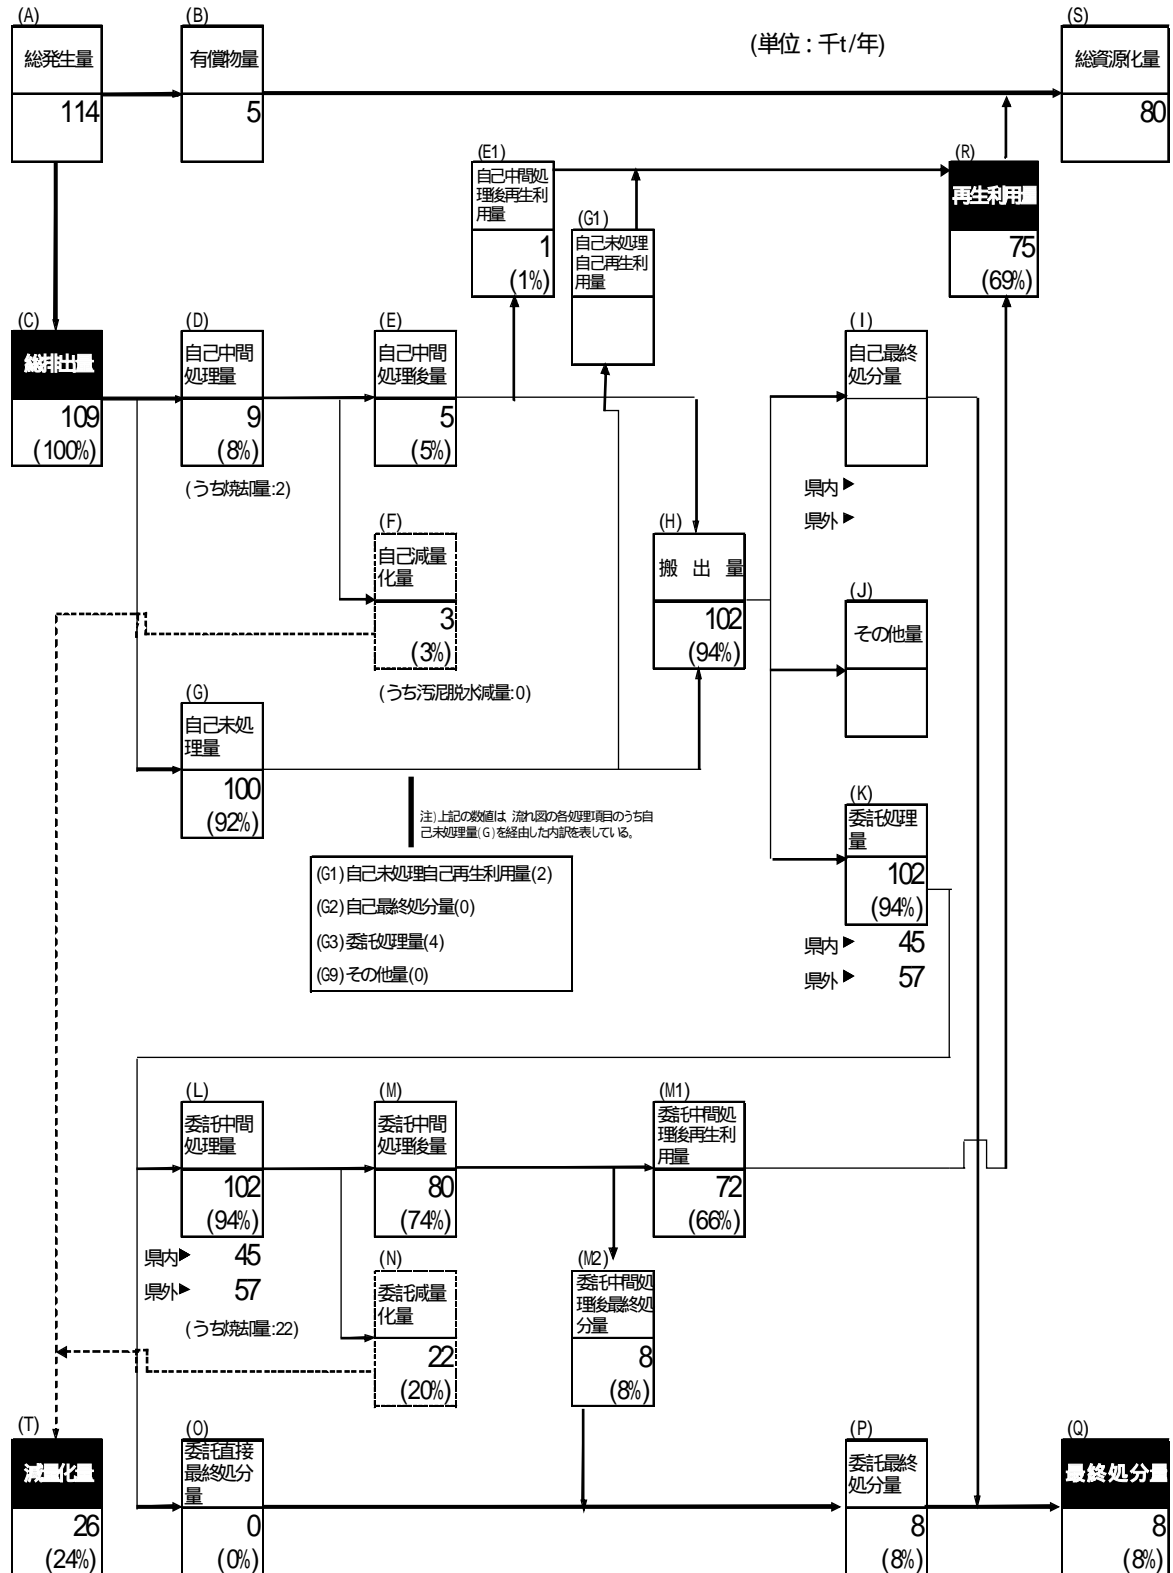 (A)
総発生量
114
(B)
有償物量
5
(単位：千t/年)
(S)
総資源化量
80
(E1)
自己中間処
理後再生利
用量
1
(1%)
(G1)
自己未処理
自己再生利
用量
(R)
再生利用量
75
(69%)
(C)
総排出量
109
(100%)
(D)
自己中間
処理量
9
(8%)
(うち焼却量:2)
(E)
自己中間
処理後量
5
(5%)
(I)
自己最終
処分量
県内▶
県外▶
(F)
自己減量
化量
3
(3%)
(うち汚泥脱水減量:0)
(H)
搬 出 量
102
(94%)
(J)
その他量
(G)
自己未処
理量
100
(92%)
注)上記の数値は 流れ図の各処理項目のうち自
己未処理量(G)を経由した内訳を表している。
(G1)自己未処理自己再生利用量(2)
(G2)自己最終処分量(0)
(G3)委託処理量(4)
(G9)その他量(0)
(K)
委託処理
量
102
(94%)
県内▶ 45
県外▶ 57
(L)
委託中間
処理量
102
(94%)
県内▶ 45
県外▶ 57
(うち焼却量:22)
(M)
委託中間
処理後量
80
(74%)
(M1)
委託中間処
理後再生利
用量
72
(66%)
(N)
委託減量
化量
22
(20%)
(M2)
委託中間処
理後最終処
分量
8
(8%)
(T)
減量化量
26
(24%)
(O)
委託直接
最終処分
量
0
(0%)
(P)
委託最終
処分量
8
(8%)
(Q)
最終処分量
8
(8%)